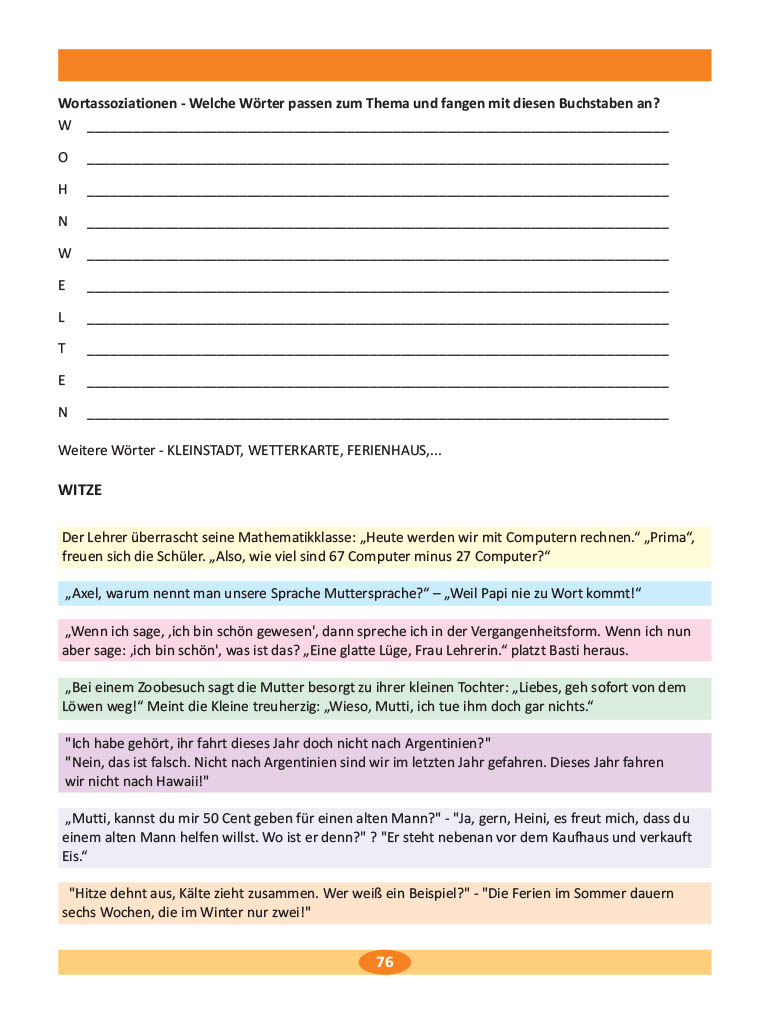 Wortassoziationen - Welche Wörter passen zum Thema und fangen mit diesen Buchstaben an?
W ______________________________________________________________________
O ______________________________________________________________________
H ______________________________________________________________________
N ______________________________________________________________________
W ______________________________________________________________________
E ______________________________________________________________________
L ______________________________________________________________________
T ______________________________________________________________________
E ______________________________________________________________________
N ______________________________________________________________________
Weitere Wörter - KLEINSTADT, WETTERKARTE, FERIENHAUS,...
WITZE
Der Lehrer überrascht seine Mathematikklasse: „Heute werden wir mit Computern rechnen.“ „Prima“,
freuen sich die Schüler. „Also, wie viel sind 67 Computer minus 27 Computer?“
„Axel, warum nennt man unsere Sprache Muttersprache?“ – „Weil Papi nie zu Wort kommt!“
„Wenn ich sage, ‚ich bin schön gewesen', dann spreche ich in der Vergangenheitsform. Wenn ich nun
aber sage: ‚ich bin schön', was ist das? „Eine glatte Lüge, Frau Lehrerin.“ platzt Basti heraus.
„Bei einem Zoobesuch sagt die Mutter besorgt zu ihrer kleinen Tochter: „Liebes, geh sofort von dem
Löwen weg!“ Meint die Kleine treuherzig: „Wieso, Mutti, ich tue ihm doch gar nichts.“
"Ich habe gehört, ihr fahrt dieses Jahr doch nicht nach Argentinien?"
"Nein, das ist falsch. Nicht nach Argentinien sind wir im letzten Jahr gefahren. Dieses Jahr fahren
wir nicht nach Hawaii!"
„Mutti, kannst du mir 50 Cent geben für einen alten Mann?" - "Ja, gern, Heini, es freut mich, dass du
einem alten Mann helfen willst. Wo ist er denn?" ? "Er steht nebenan vor dem Kaufhaus und verkauft
Eis.“
"Hitze dehnt aus, Kälte zieht zusammen. Wer weiß ein Beispiel?" - "Die Ferien im Sommer dauern
sechs Wochen, die im Winter nur zwei!"
76